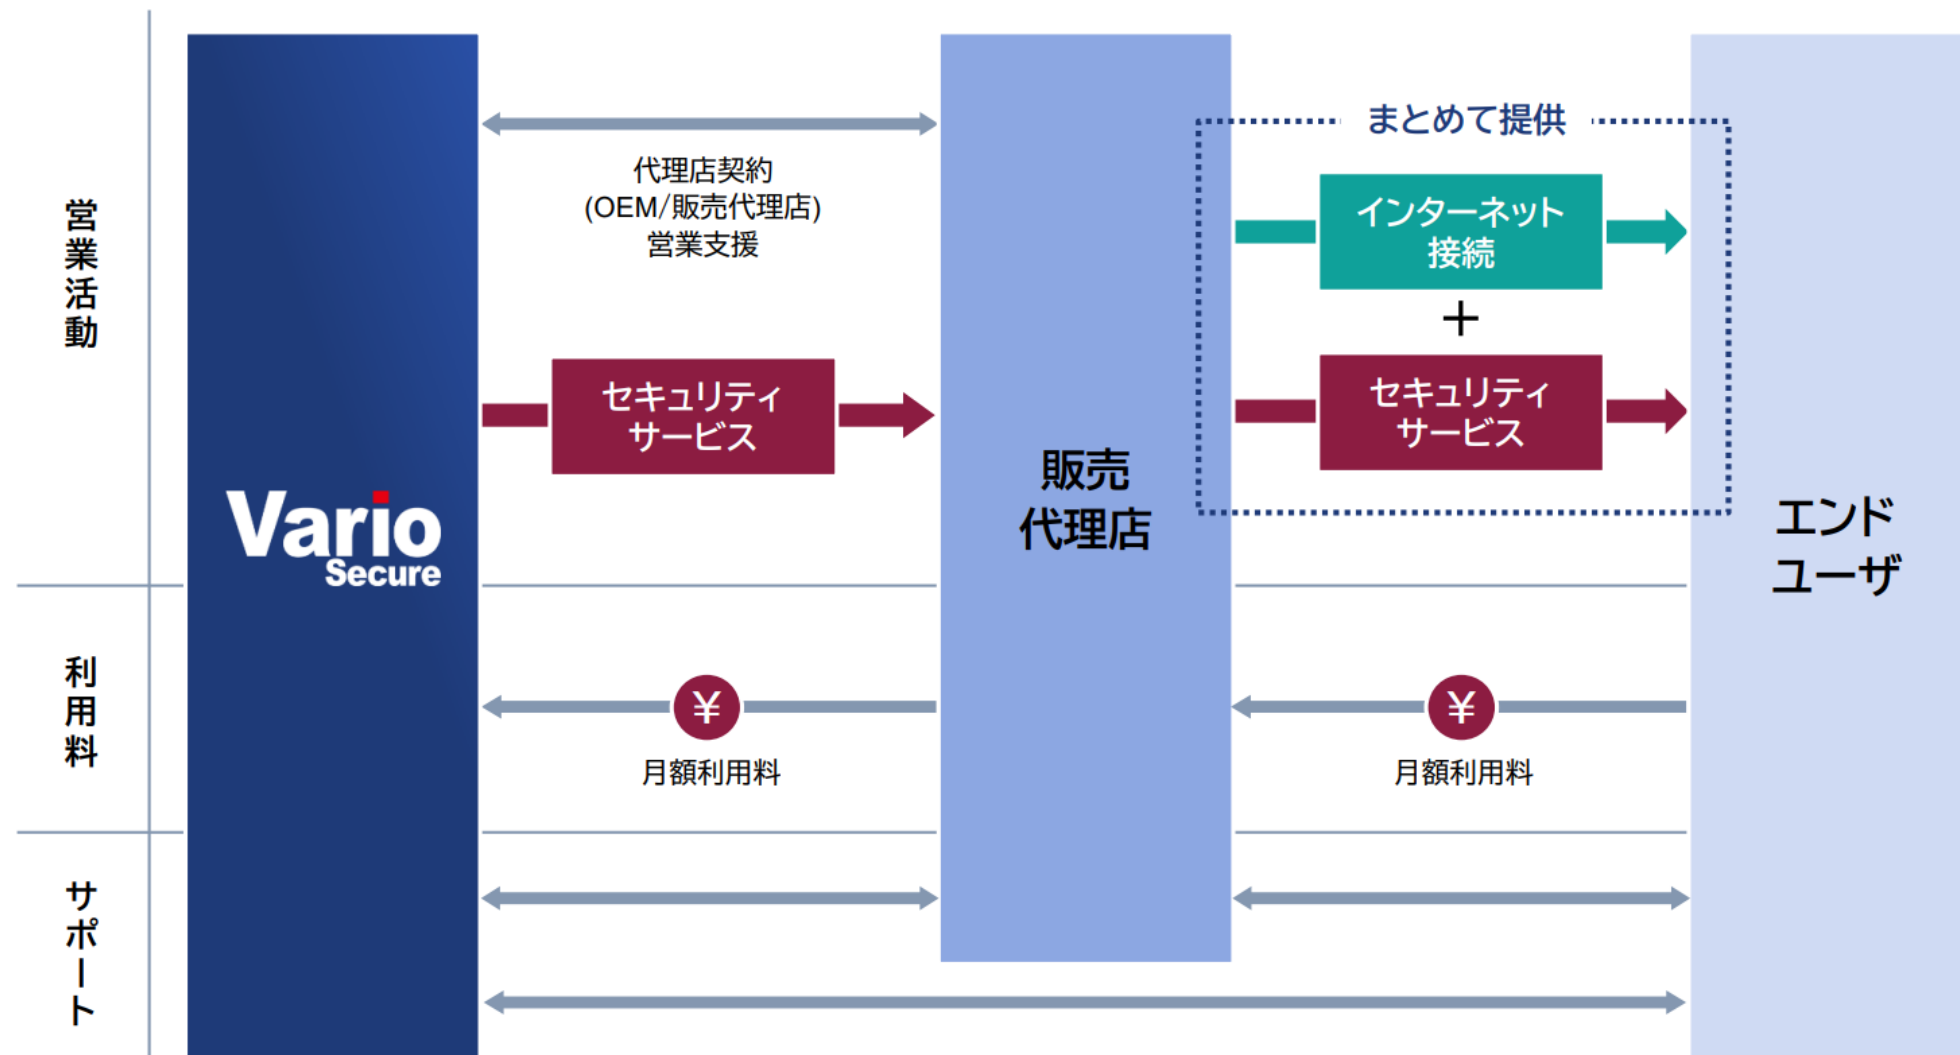 営業活動
代理店契約
(OEM/販売代理店)
営業支援
まとめて提供
インターネット
接続
+
セキュリティ
サービス
セキュリティ
サービス
Vario
Secure
販売
代理店
エンド
ユーザ
利用料
¥
月額利用料
¥
月額利用料
サポート